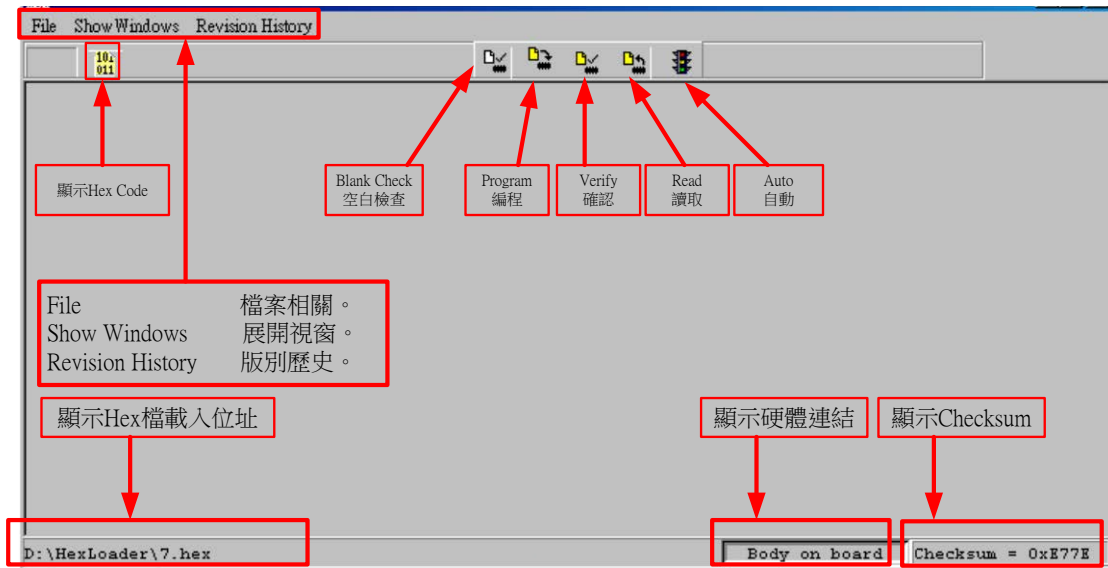 File Show Windows Revision History
101
011
顯示Hex Code
Blank Check
空白檢查
Program
編程
Verify
確認
Read
讀取
Auto
自動
File 檔案相關。
Show Windows 展開視窗。
Revision History 版別歷史。
顯示Hex檔載入位址
顯示硬體連結
顯示Checksum
D:\HexLoader\7.hex
Body on board
Checksum = 0xE77E